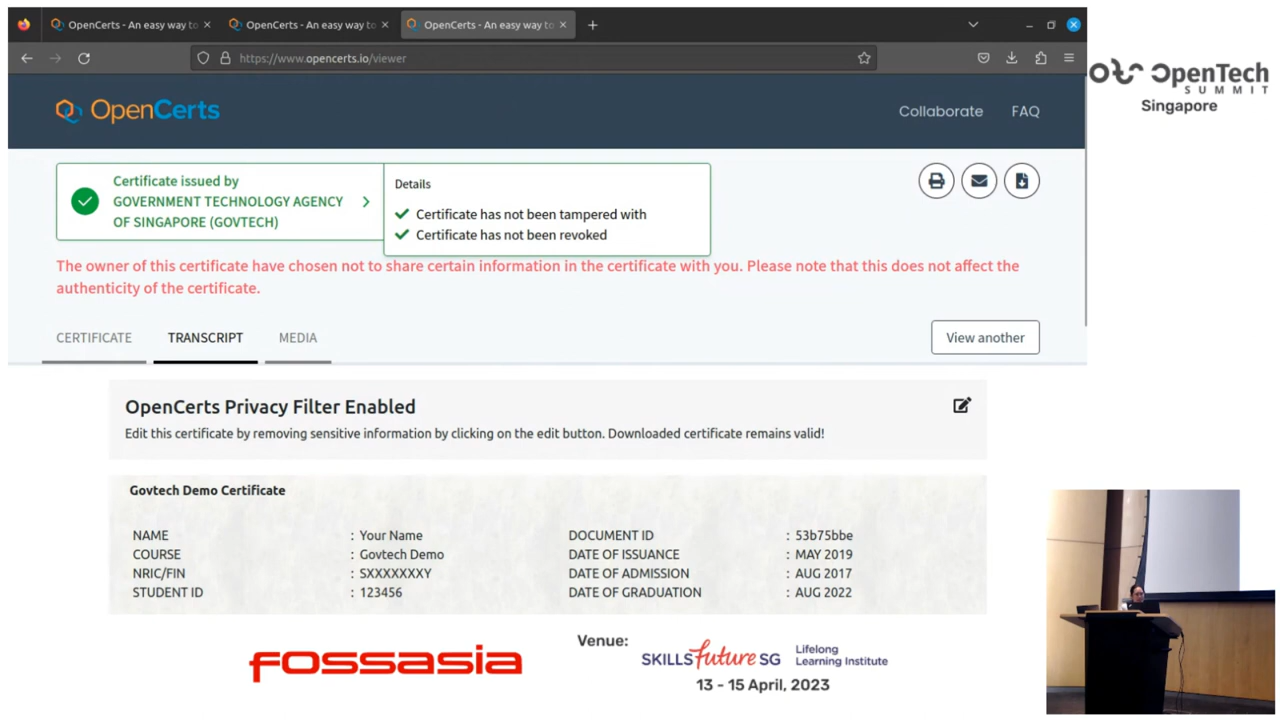 OpenCerts - An easy way to
OpenCerts - An easy way to
OpenCerts - An easy way to
https://www.opencerts.io/viewer
OpenTech
SUMMIT
Singapore
OpenCerts
Collaborate
FAQ
Certificate issued by
GOVERNMENT TECHNOLOGY AGENCY
OF SINGAPORE (GOVTECH)
Details
Certificate has not been tampered with
Certificate has not been revoked
The owner of this certificate have chosen not to share certain information in the certificate with you. Please note that this does not affect the
authenticity of the certificate.
CERTIFICATE
TRANSCRIPT
MEDIA
View another
OpenCerts Privacy Filter Enabled
Edit this certificate by removing sensitive information by clicking on the edit button. Downloaded certificate remains valid!
Govtech Demo Certificate
NAME : Your Name
COURSE : Govtech Demo
NRIC/FIN : SXXXXXXXY
STUDENT ID : 123456
DOCUMENT ID : 53b75bbe
DATE OF ISSUANCE : MAY 2019
DATE OF ADMISSION : AUG 2017
DATE OF GRADUATION : AUG 2022
fossasia
Venue:
SKILLS future SG
Lifelong
Learning Institute
13 - 15 April, 2023